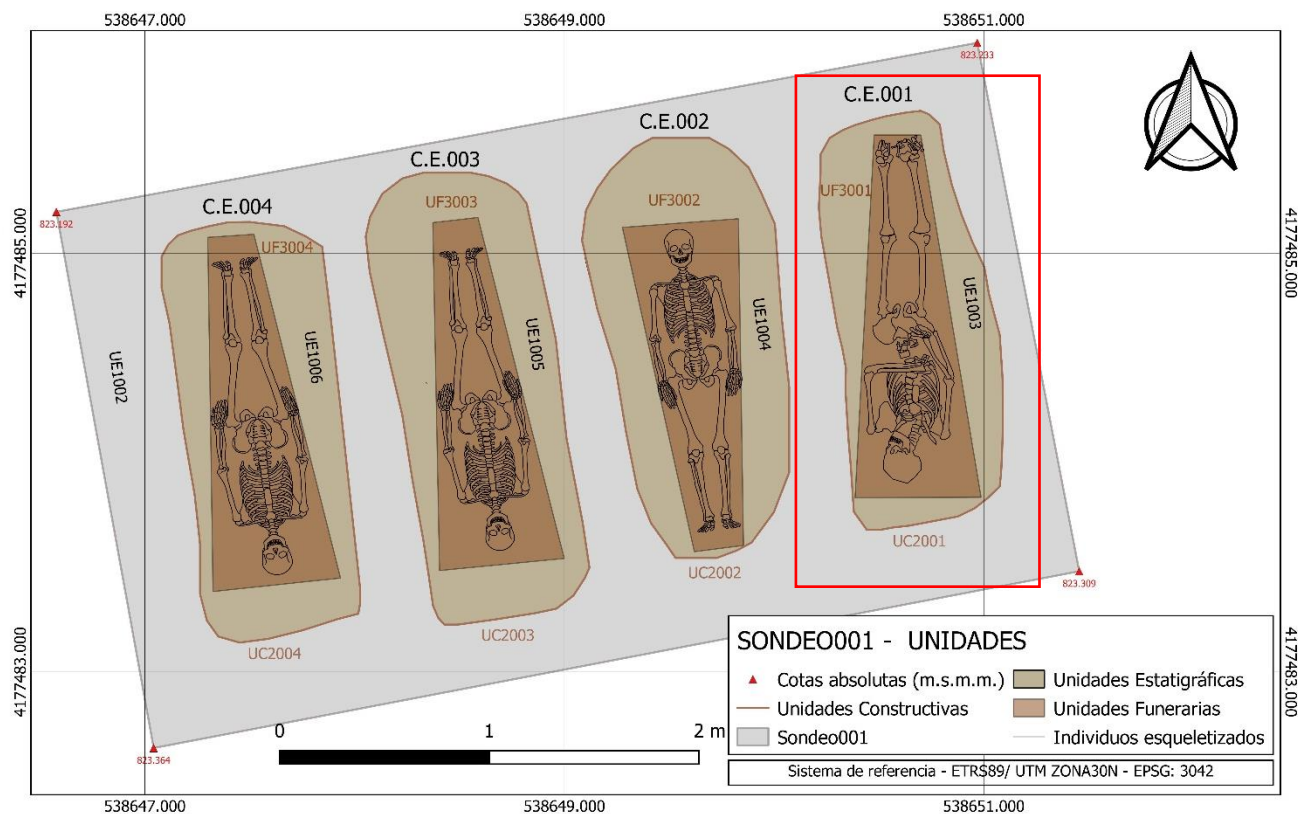 538647.000
538649.000
538651.000
823.233
C.E.001
C.E.002
C.E.003
C.E.004
UF3001
UF3002
UF3003
UF3004
823.192
4177485.000
4177485.000
UE1002
UE1006
UE1005
UE1004
UE1003
UC2001
UC2002
UC2003
UC2004
823.309
823.364
4177483.000
4177483.000
0
1
2 m
SONDEO001 - UNIDADES
Cotas absolutas (m.s.m.m.)
Unidades Constructivas
Sondeo001
Unidades Estatigráficas
Unidades Funerarias
Individuos esqueletizados
Sistema de referencia - ETRS89/ UTM ZONA30N - EPSG: 3042
538647.000
538649.000
538651.000